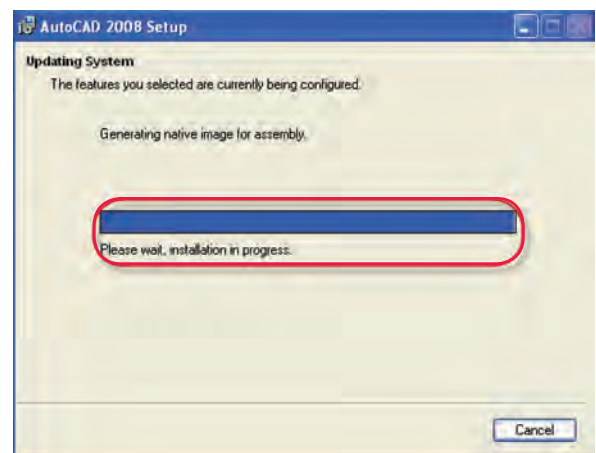 AutoCAD 2008 Setup
Updating System
The features you selected are currently being configured.
Generating native image for assembly.
Please wait, installation in progress.
Cancel